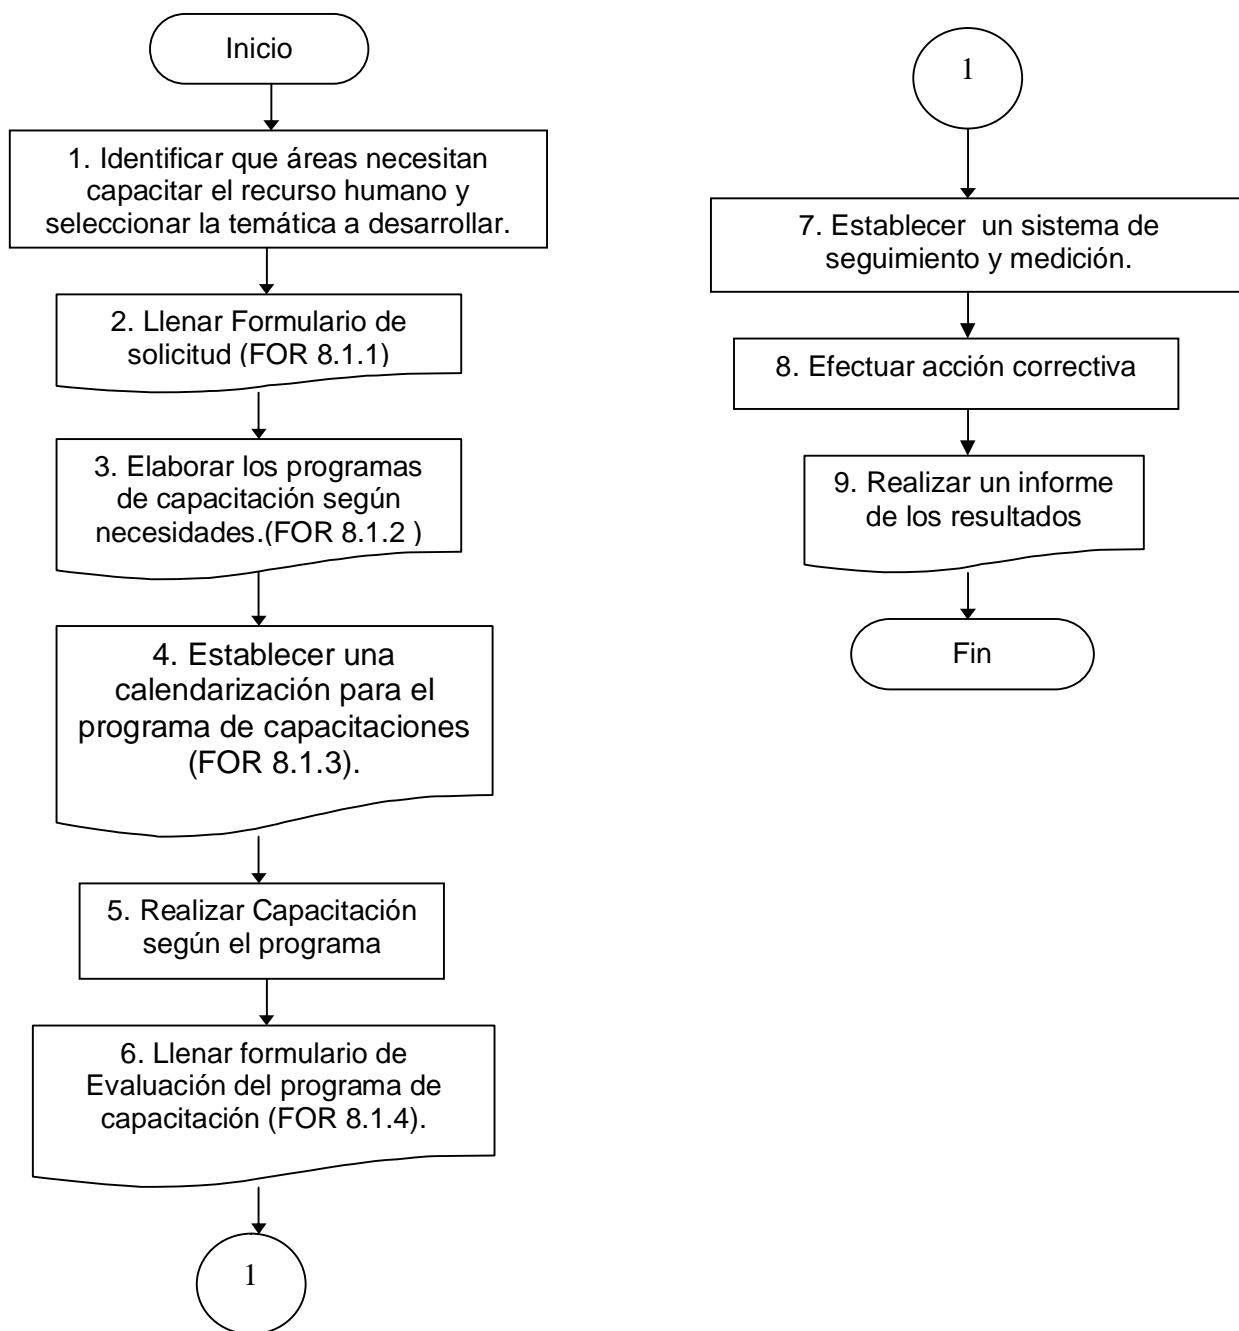 Inicio
1. Identificar que áreas necesitan
capacitar el recurso humano y
seleccionar la temática a desarrollar.
2. Llenar Formulario de
solicitud (FOR 8.1.1)
3. Elaborar los programas
de capacitación según
necesidades.(FOR 8.1.2 )
4. Establecer una
calendarización para el
programa de capacitaciones
(FOR 8.1.3).
5. Realizar Capacitación
según el programa
6. Llenar formulario de
Evaluación del programa de
capacitación (FOR 8.1.4).
1
1
7. Establecer  un sistema de
seguimiento y medición.
8. Efectuar acción correctiva
9. Realizar un informe
de los resultados
Fin